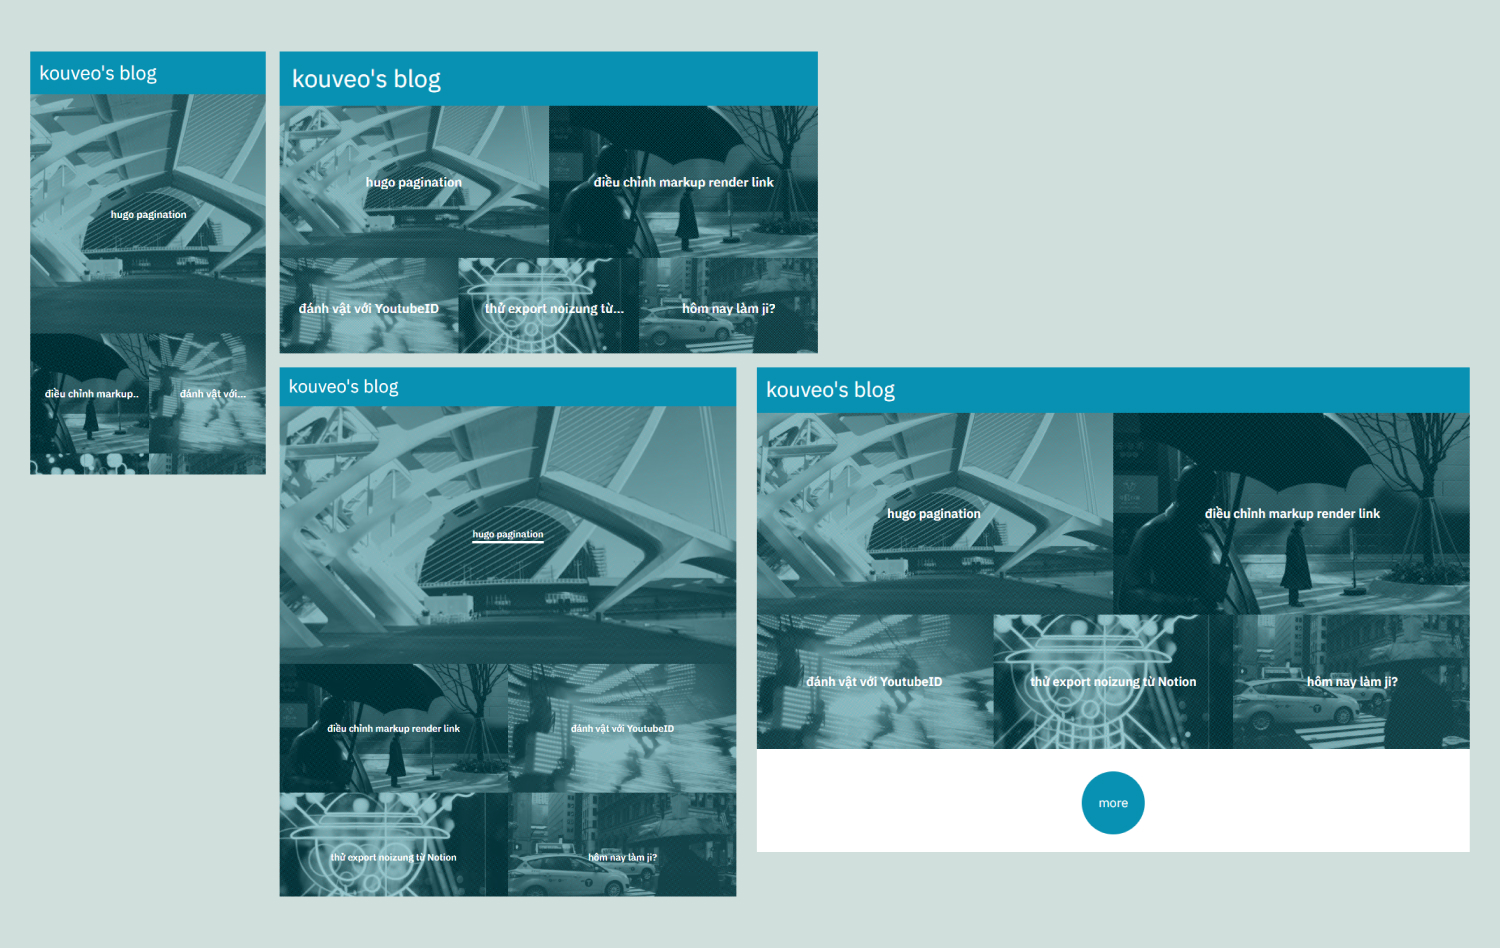 kouveo's blog
hugo pagination
điều chỉnh markup..
đánh vật với...
kouveo's blog
hugo pagination
điều chỉnh markup render link
đánh vật với YoutubeID
thử export noizung từ...
hôm nay làm ji?
kouveo's blog
hugo pagination
điều chỉnh markup render link
đánh vật với YoutubeID
thử export noizung từ Notion
hôm nay làm ji?
kouveo's blog
hugo pagination
điều chỉnh markup render link
đánh vật với YoutubeID
thử export noizung từ Notion
hôm nay làm ji?
more